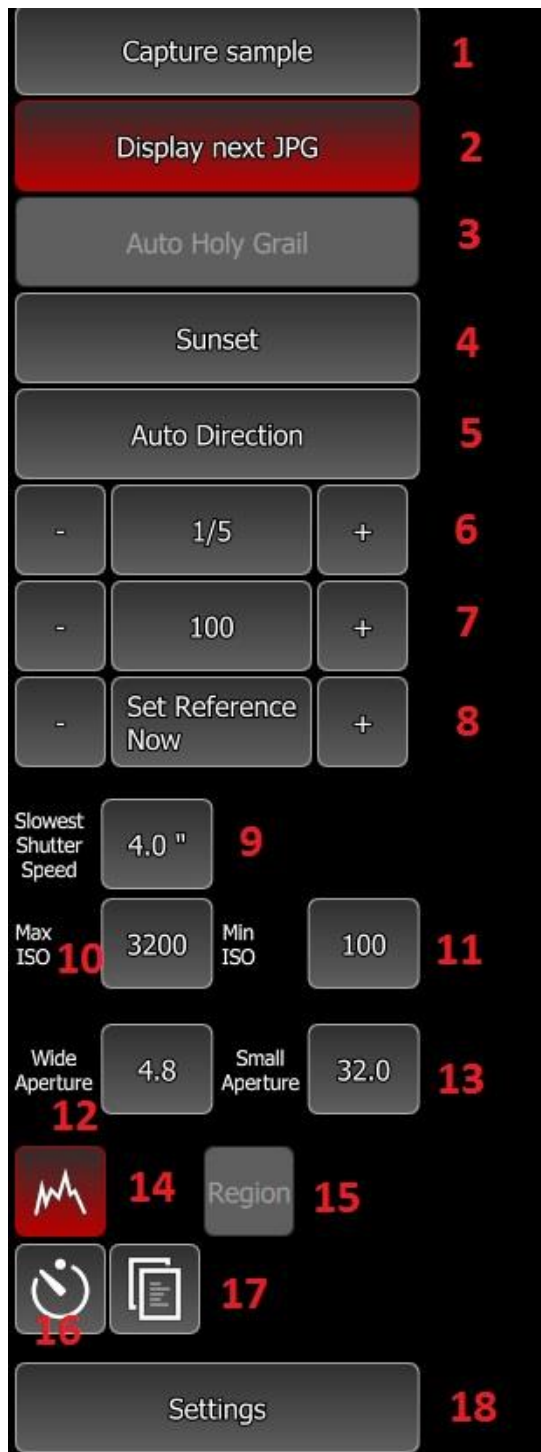 Capture sample 1
Display next JPG 2
Auto Holy Grail 3
Sunset 4
Auto Direction 5
- 1/5 + 6
- 100 + 7
- Set Reference Now + 8
Slowest Shutter Speed 4.0 " 9
Max ISO 10 3200 Min ISO 100 11
Wide Aperture 12 4.8 Small Aperture 32.0 13
14 Region 15
16 17
Settings 18